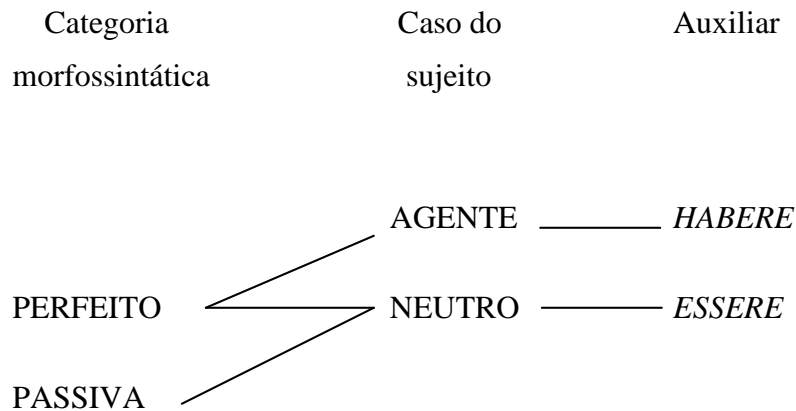 Categoria Caso do Auxiliar
morfossintática sujeito
AGENTE HABERE
PERFEITO NEUTRO ESSERE
PASSIVA